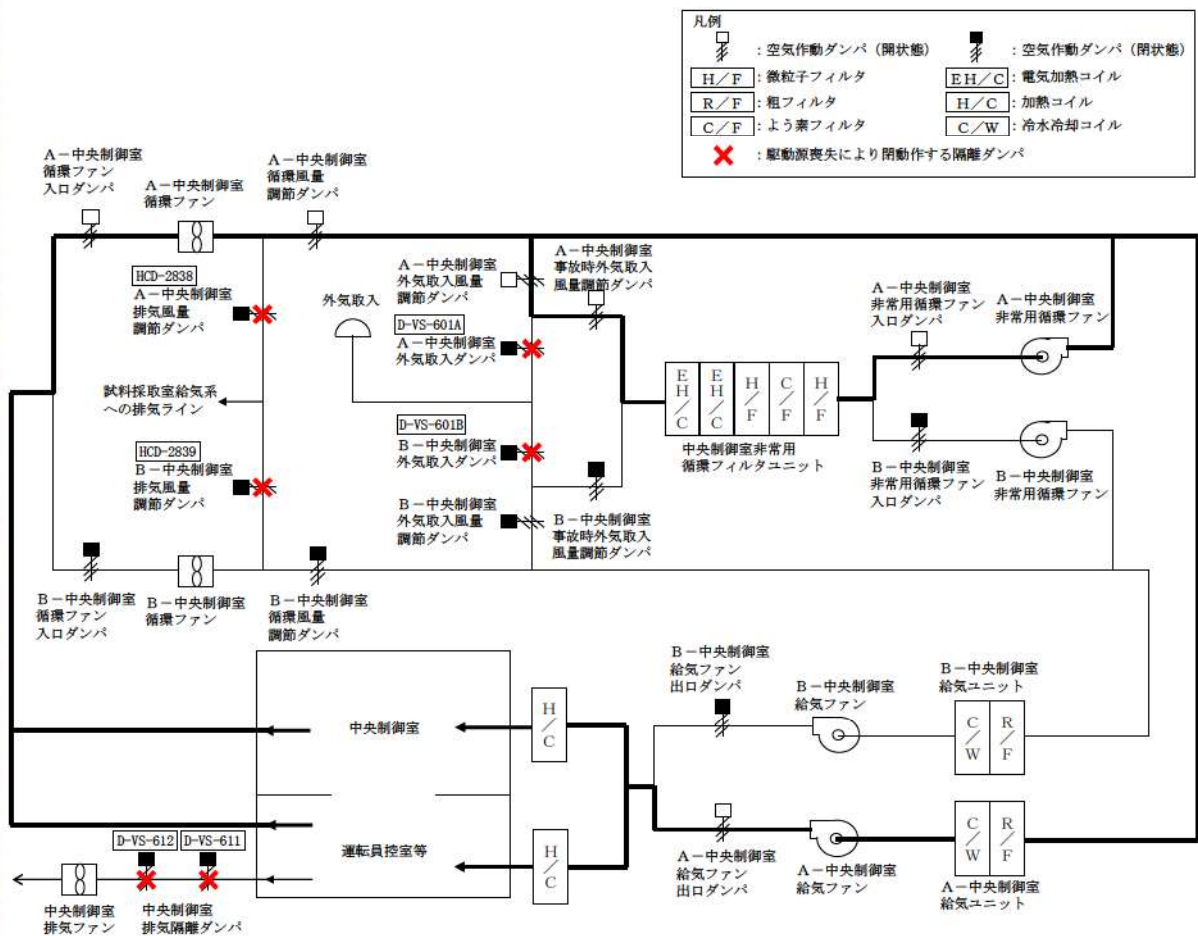 凡例
：空気作動ダンパ（開状態）
：空気作動ダンパ（閉状態）
H／F：微粒子フィルタ
EH／C：電気加熱コイル
R／F：粗フィルタ
H／C：加熱コイル
C／F：よう素フィルタ
C／W：冷水冷却コイル
：駆動源喪失により閉動作する隔離ダンパ
A－中央制御室
循環ファン
入口ダンパ
A－中央制御室
循環ファン
A－中央制御室
循環風量
調節ダンパ
HCD-2838
A－中央制御室
排気風量
調節ダンパ
外気取入
A－中央制御室
外気取入風量
調節ダンパ
A－中央制御室
事故時外気取入
風量調節ダンパ
D-VS-601A
A－中央制御室
外気取入ダンパ
A－中央制御室
非常用循環ファン
入口ダンパ
A－中央制御室
非常用循環ファン
試料採取室給気系
への排気ライン
D-VS-601B
B－中央制御室
外気取入ダンパ
EH／C
EH／C
H／F
C／F
H／F
中央制御室非常用
循環フィルタユニット
HCD-2839
B－中央制御室
排気風量
調節ダンパ
B－中央制御室
外気取入風量
調節ダンパ
B－中央制御室
事故時外気取入
風量調節ダンパ
B－中央制御室
非常用循環ファン
入口ダンパ
B－中央制御室
非常用循環ファン
B－中央制御室
循環ファン
入口ダンパ
B－中央制御室
循環ファン
B－中央制御室
循環風量
調節ダンパ
中央制御室
H／C
B－中央制御室
給気ファン
出口ダンパ
B－中央制御室
給気ファン
B－中央制御室
給気ユニット
C／W
R／F
運転員控室等
H／C
A－中央制御室
給気ファン
出口ダンパ
A－中央制御室
給気ファン
C／W
R／F
A－中央制御室
給気ユニット
D-VS-612
D-VS-611
中央制御室
排気ファン
中央制御室
排気隔離ダンパ